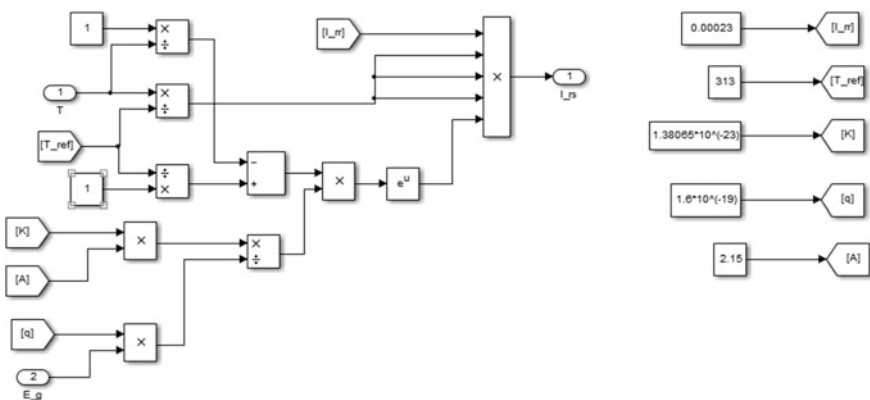 1
×
÷
1
T
×
÷
[T_ref]
÷
×
1
−
+
×
e^u
[I_rr]
×
1
I_rs
[K]
[A]
×
×
÷
[q]
×
2
E_g
0.00023
[I_rr]
313
[T_ref]
1.38065*10^(-23)
[K]
1.6*10^(-19)
[q]
2.15
[A]